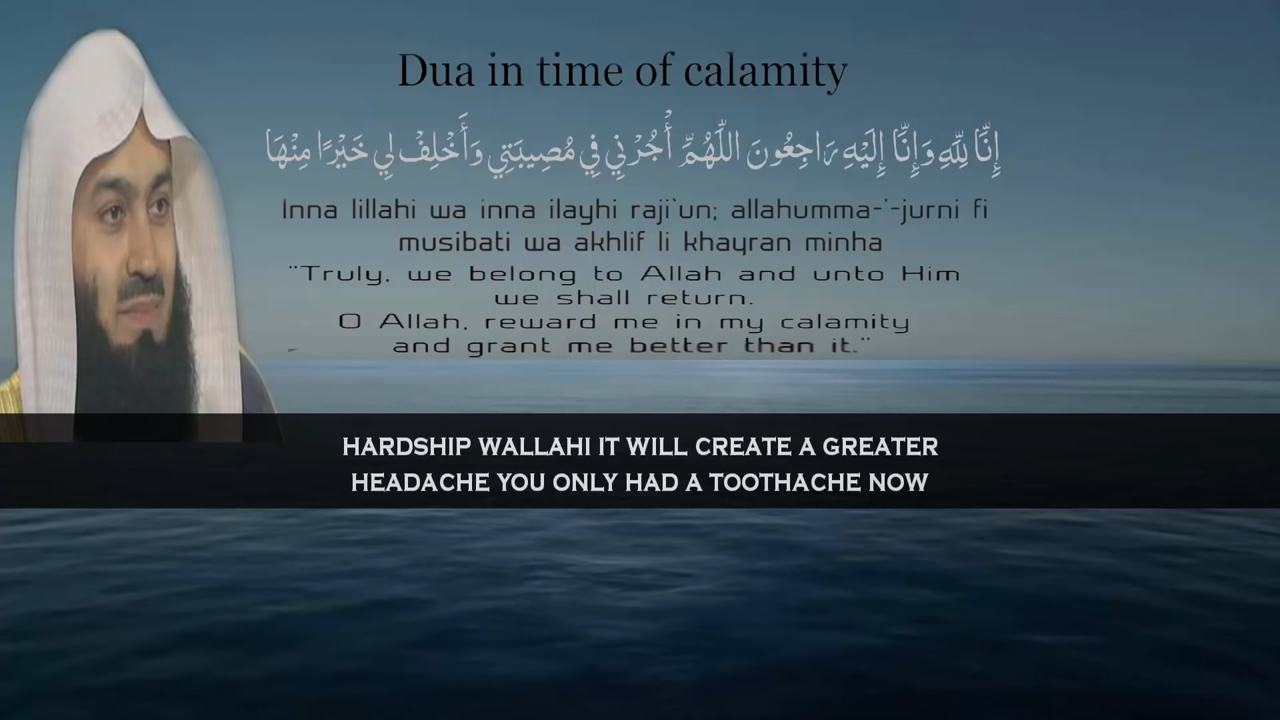 Dua in time of calamity
إِنَّا لِلَّهِ وَإِنَّا إِلَيْهِ رَاجِعُونَ اللَّهُمَّ أْجُرْنِي فِي مُصِيبَتِي وَأَخْلِفْ لِي خَيْرًا مِنْهَا
Inna lillahi wa inna ilayhi raji`un; allahumma-'-jurni fi
musibati wa akhlif li khayran minha
"Truly, we belong to Allah and unto Him
we shall return.
O Allah, reward me in my calamity
and grant me better than it."
HARDSHIP WALLAHI IT WILL CREATE A GREATER
HEADACHE YOU ONLY HAD A TOOTHACHE NOW